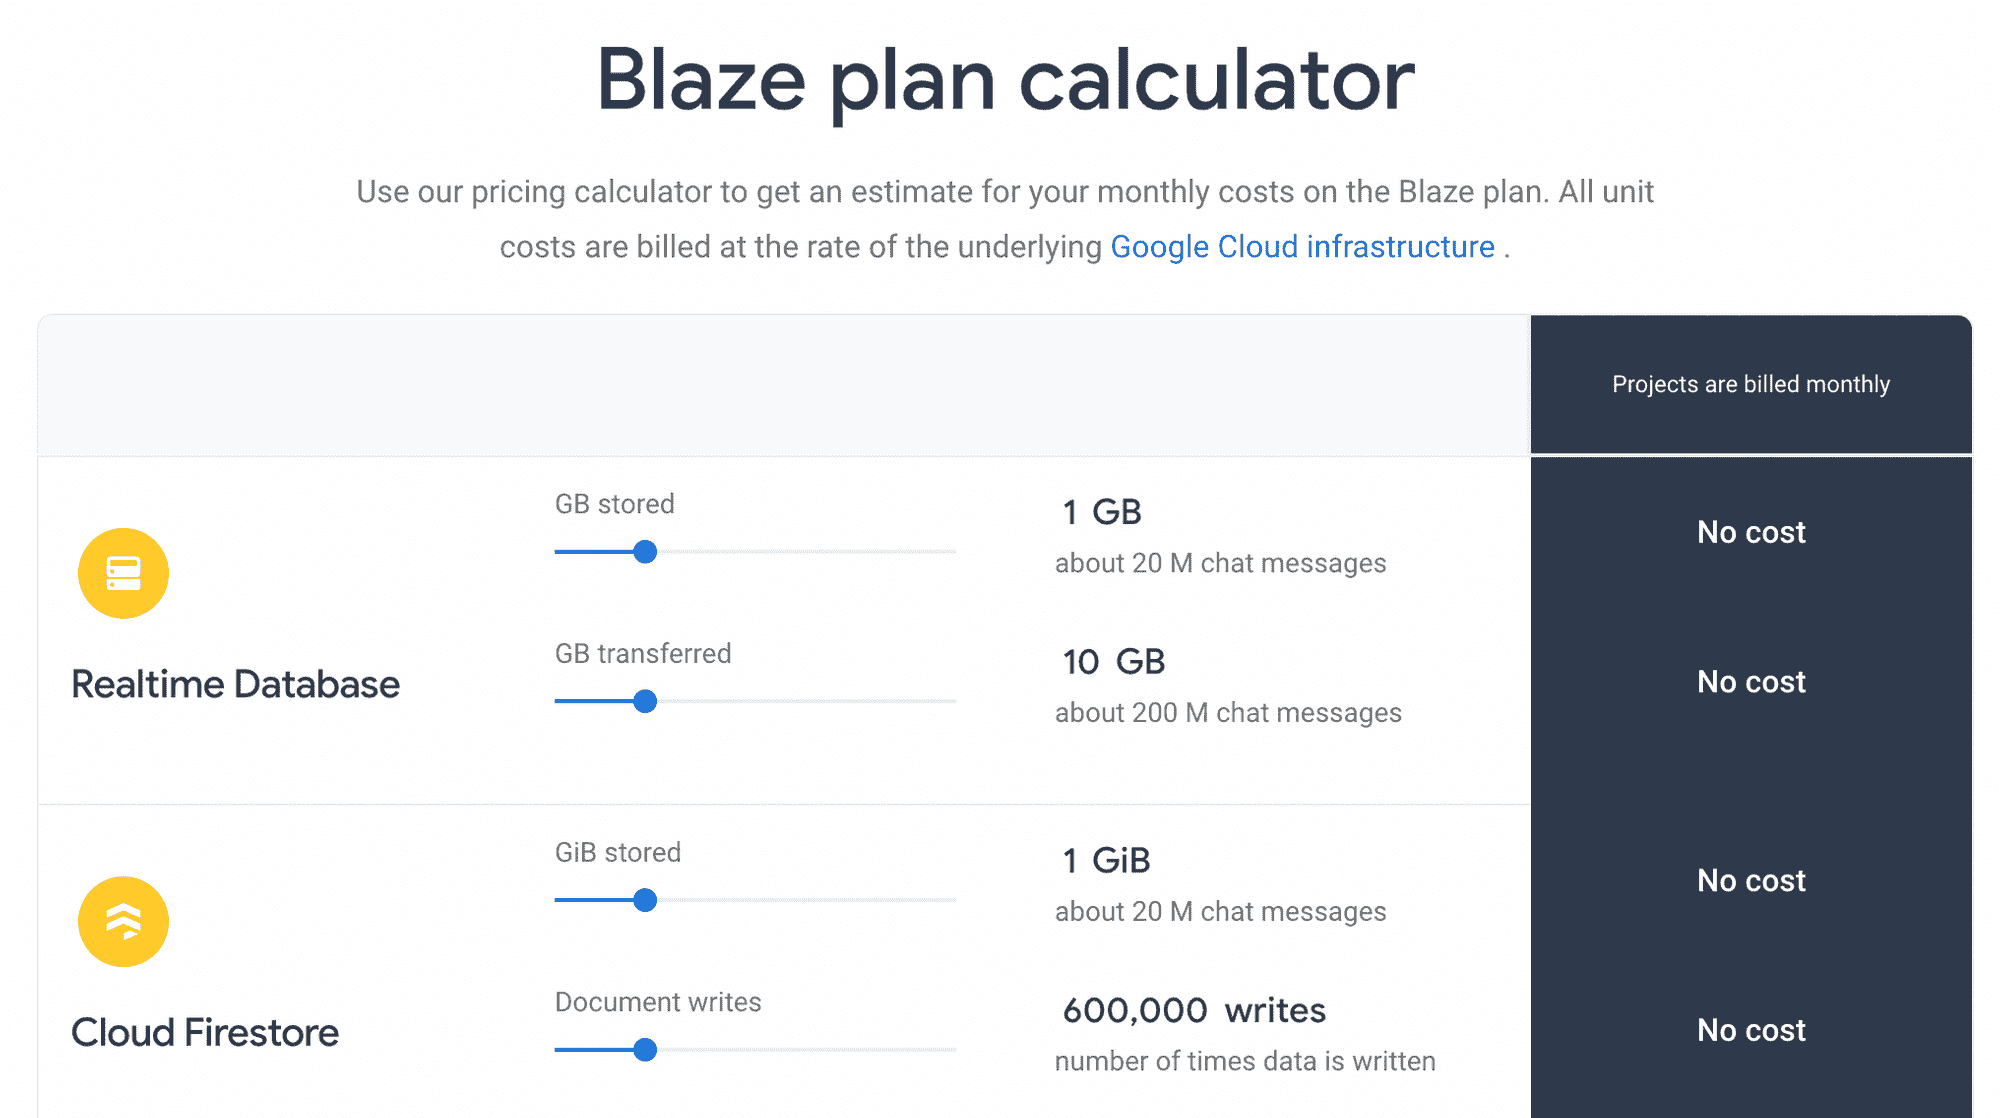 Blaze plan calculator
Use our pricing calculator to get an estimate for your monthly costs on the Blaze plan. All unit
costs are billed at the rate of the underlying Google Cloud infrastructure .
Projects are billed monthly
Realtime Database
GB stored
1 GB
about 20 M chat messages
No cost
GB transferred
10 GB
about 200 M chat messages
No cost
Cloud Firestore
GiB stored
1 GiB
about 20 M chat messages
No cost
Document writes
600,000 writes
number of times data is written
No cost